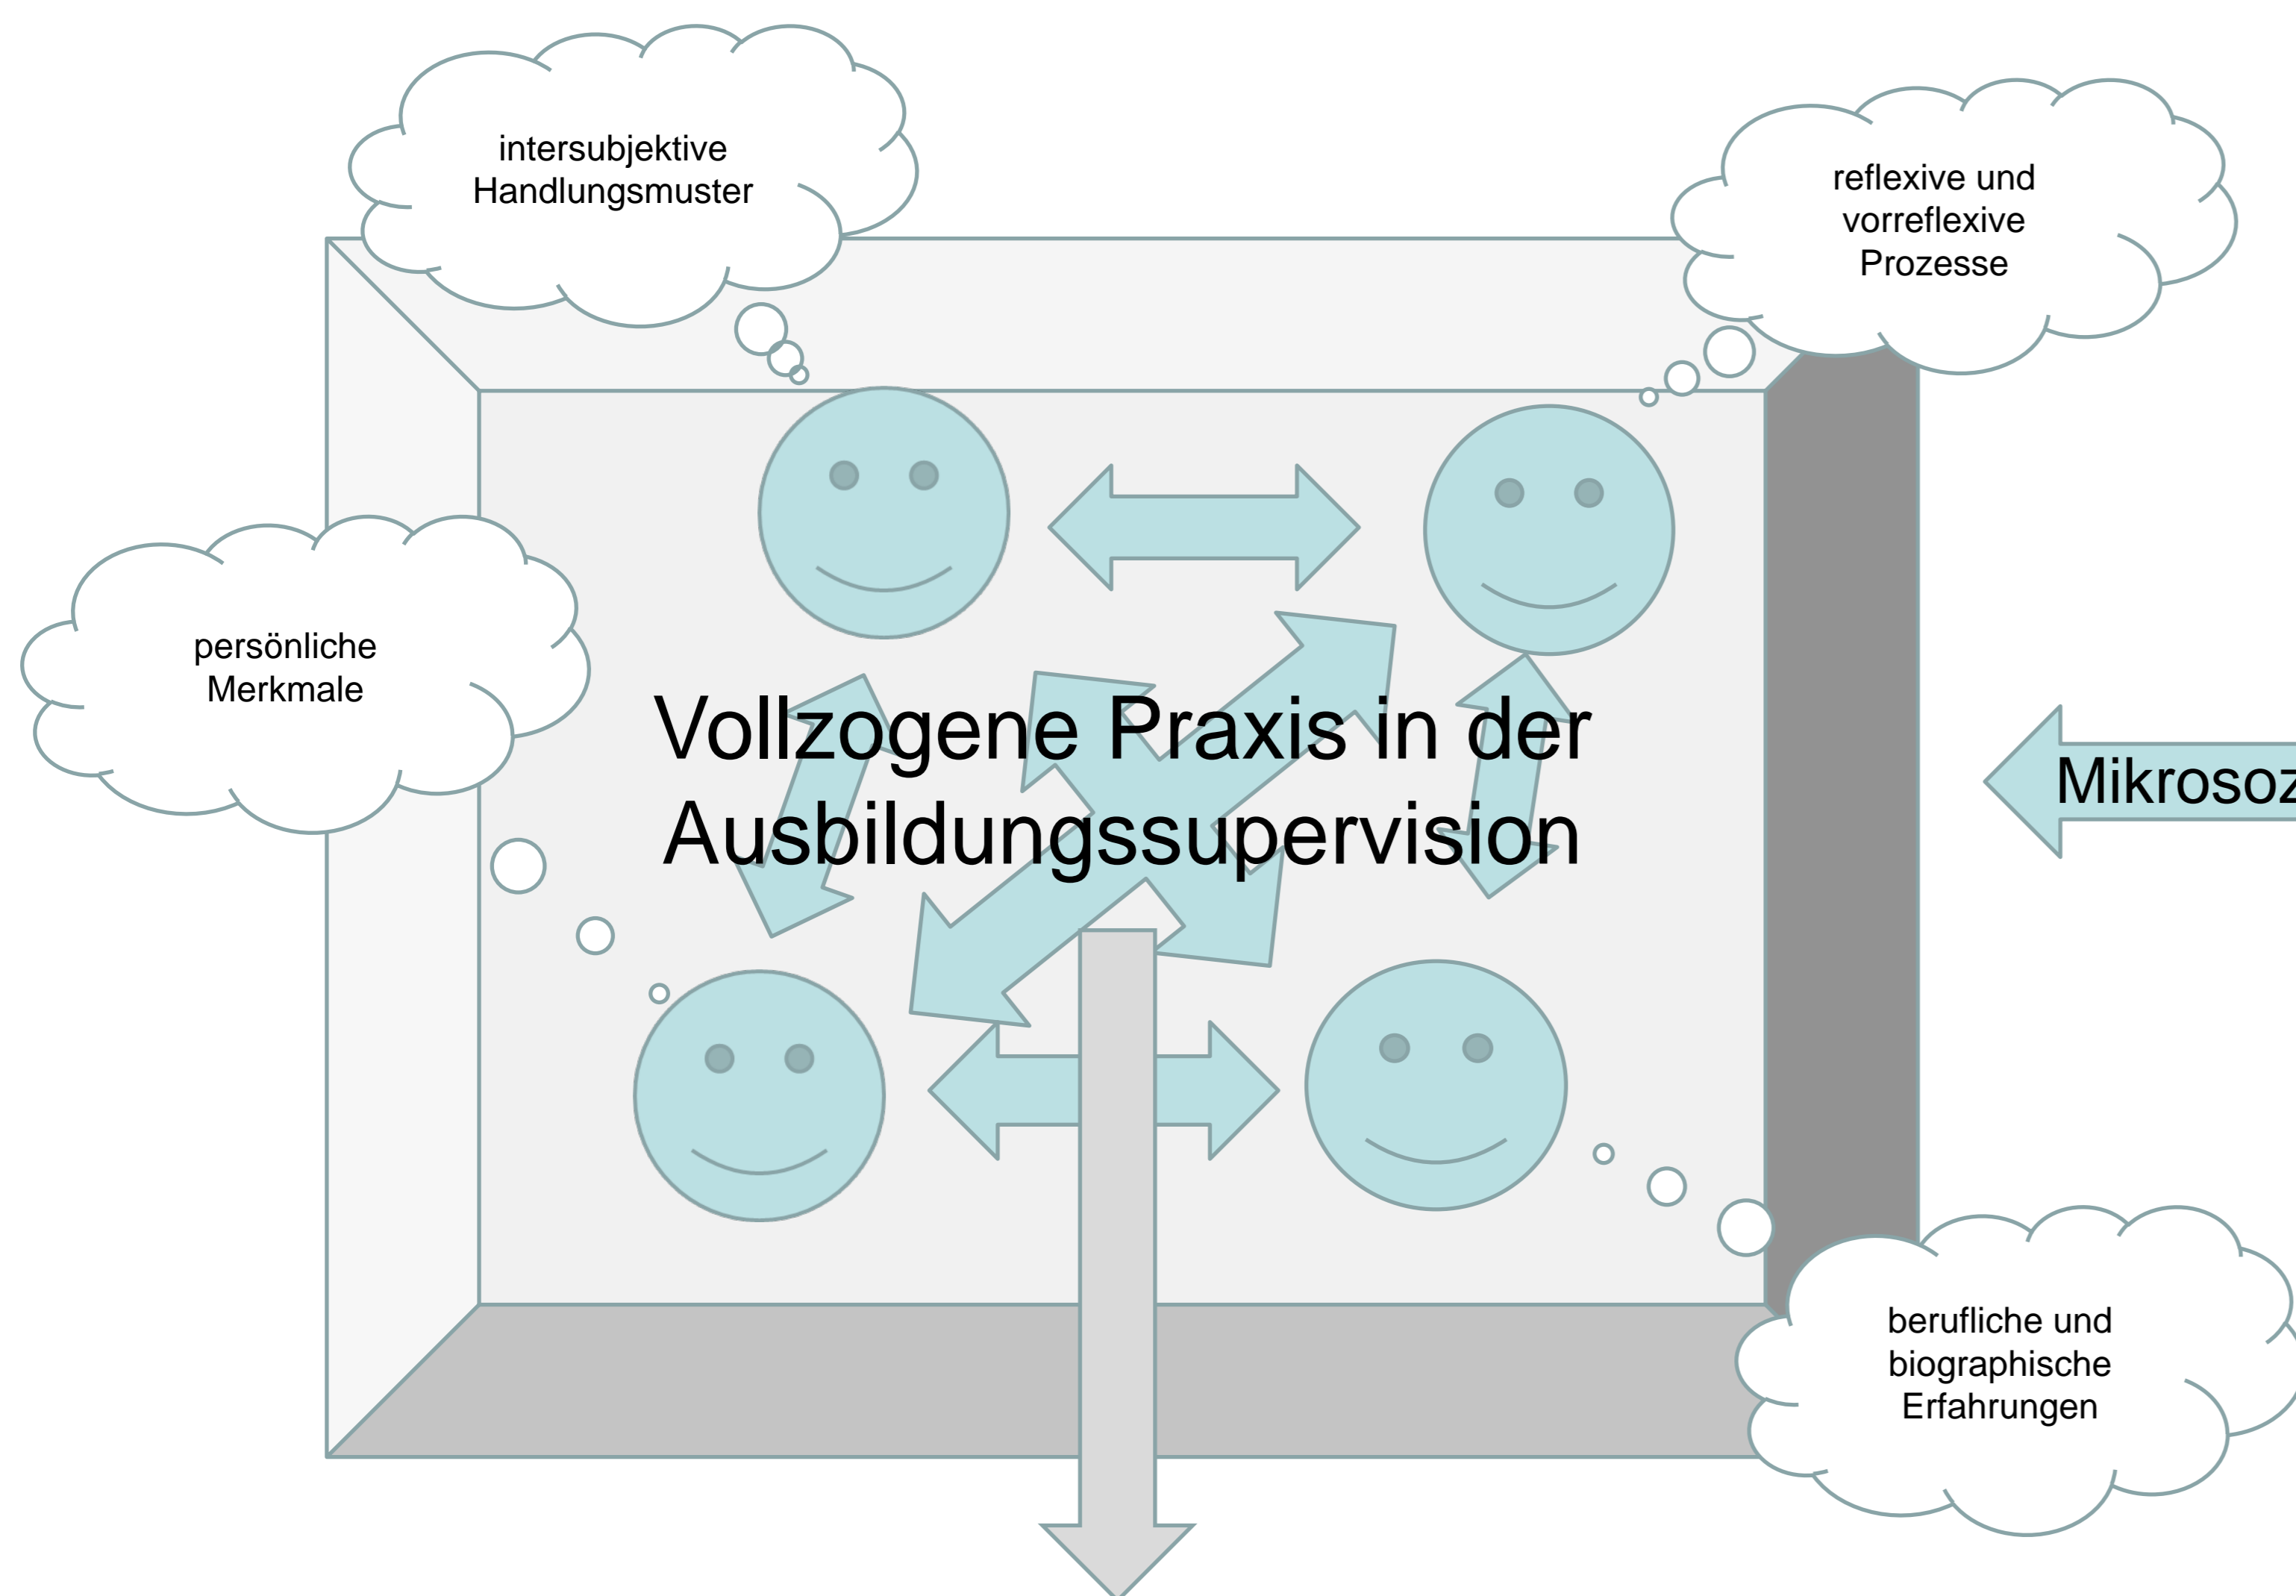 intersubjektive
Handlungsmuster
reflexive und
vorreflexive
Prozesse
persönliche
Merkmale
Vollzogene Praxis in der
Ausbildungssupervision
berufliche und
biographische
Erfahrungen